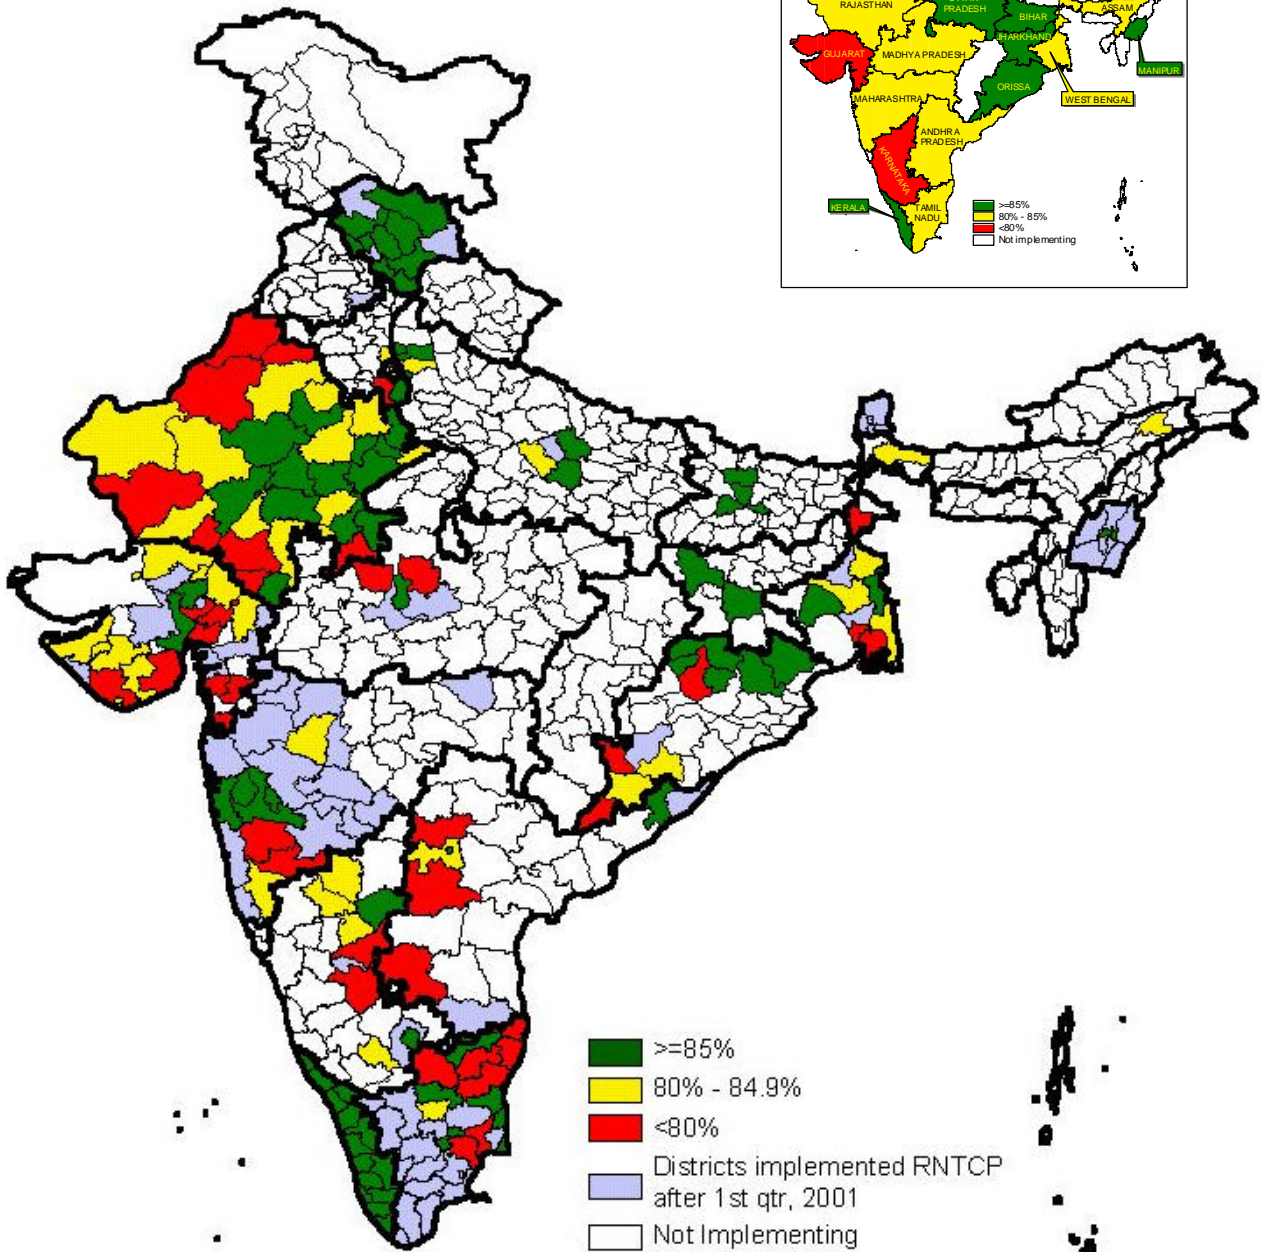 RAJASTHAN
PRADESH
ASSAM
BIHAR
JHARKHAND
GUJARAT
MADHYA PRADESH
MANIPUR
ORISSA
MAHARASHTRA
WEST BENGAL
ANDHRA
PRADESH
KARNATAKA
KERALA
TAMIL
NADU
>=85%
80% - 85%
<80%
Not implementing
>=85%
80% - 84.9%
<80%
Districts implemented RNTCP
after 1st qtr, 2001
Not Implementing